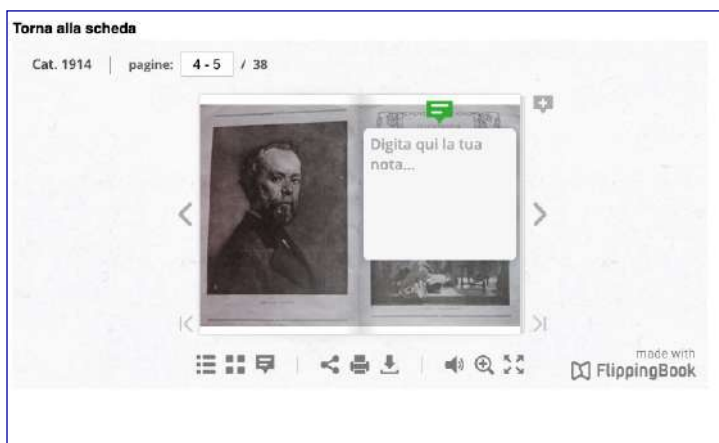 Torna alla scheda
Cat. 1914 | pagine: 4 - 5 / 38
Digita qui la tua
nota...
made with
FlippingBook